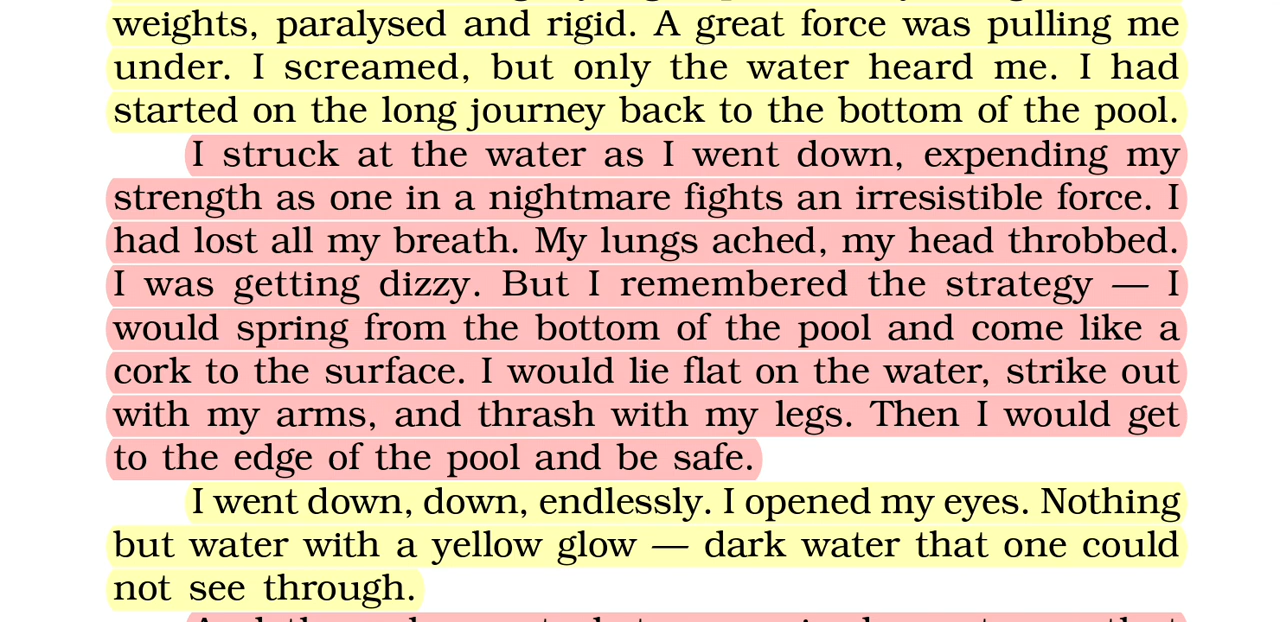 weights, paralysed and rigid. A great force was pulling me
under. I screamed, but only the water heard me. I had
started on the long journey back to the bottom of the pool.
I struck at the water as I went down, expending my
strength as one in a nightmare fights an irresistible force. I
had lost all my breath. My lungs ached, my head throbbed.
I was getting dizzy. But I remembered the strategy — I
would spring from the bottom of the pool and come like a
cork to the surface. I would lie flat on the water, strike out
with my arms, and thrash with my legs. Then I would get
to the edge of the pool and be safe.
I went down, down, endlessly. I opened my eyes. Nothing
but water with a yellow glow — dark water that one could
not see through.